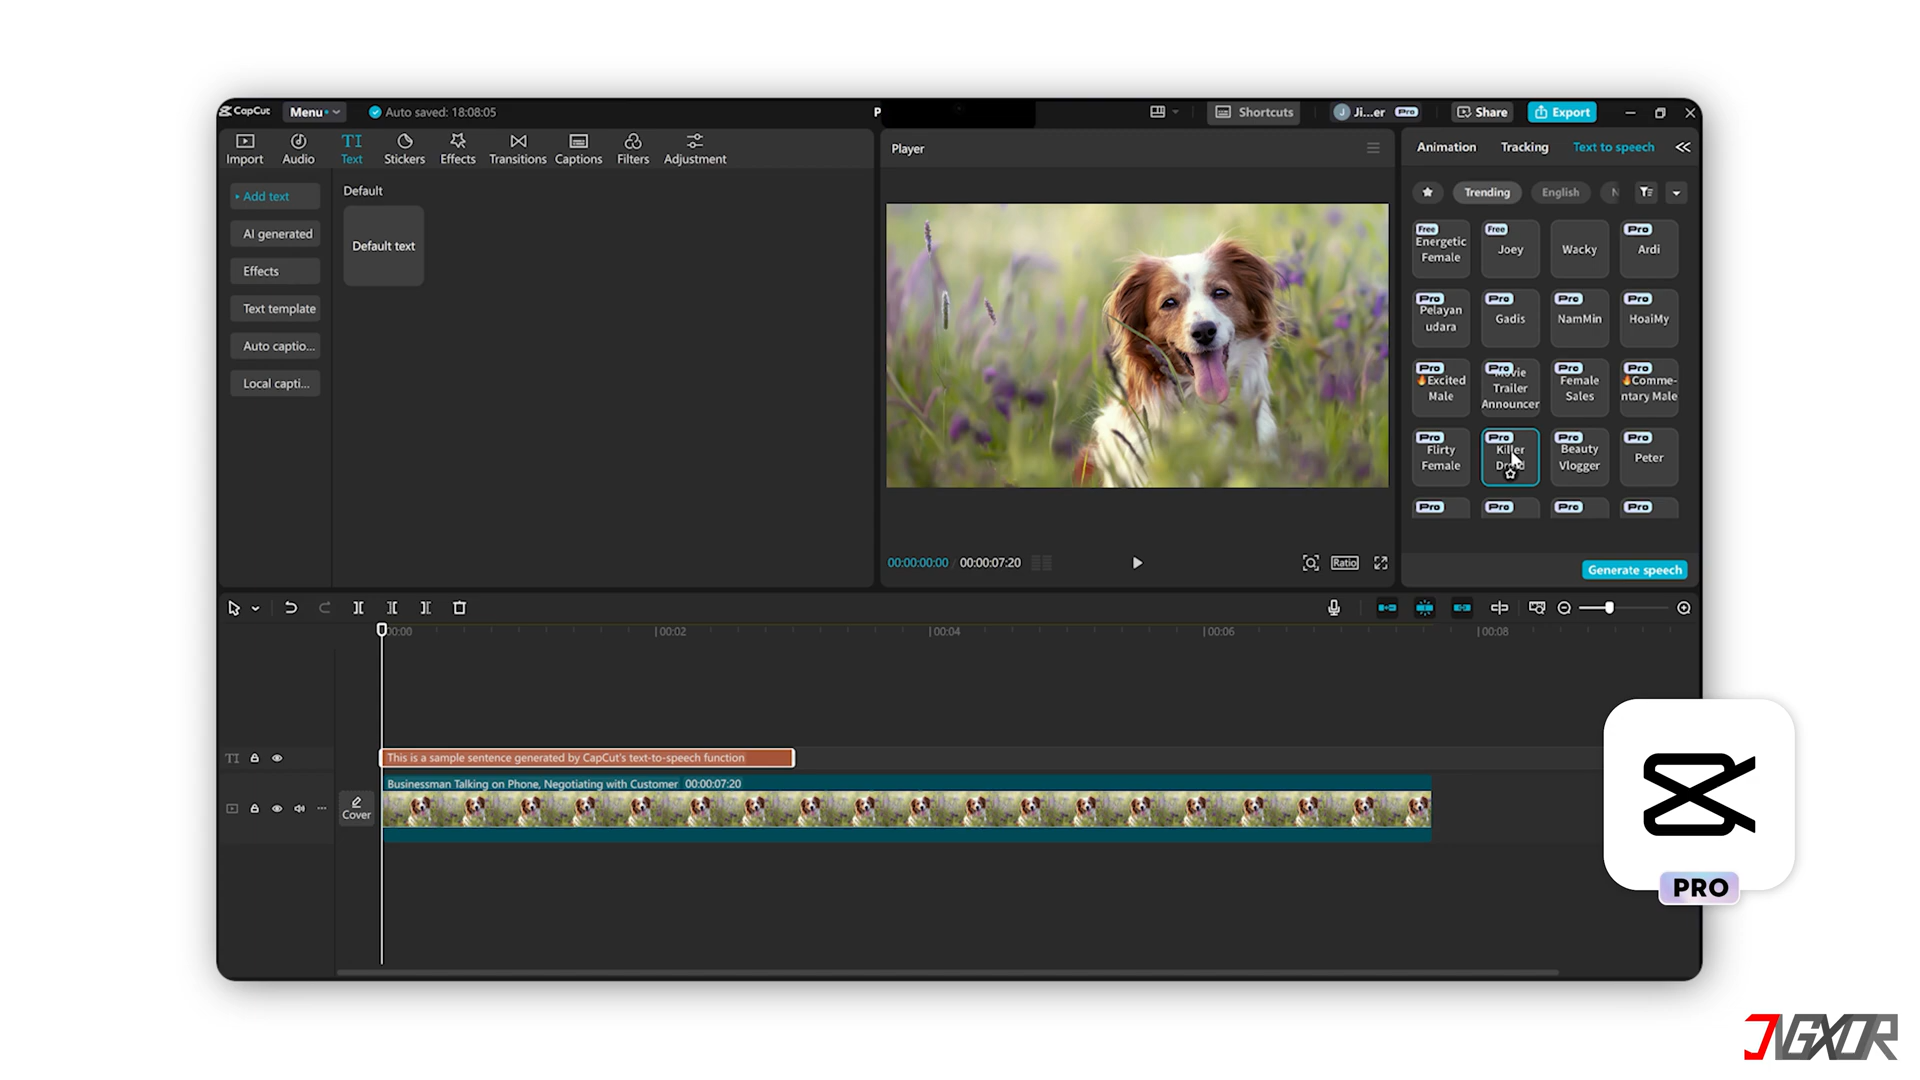 CapCut
Menu
Auto saved: 18:08:05
P
Shortcuts
Ji...er
Pro
Share
Export
Import
Audio
TI
Text
Stickers
Effects
Transitions
Captions
Filters
Adjustment
Add text
AI generated
Effects
Text template
Auto captio...
Local capti...
Default
Default text
Player
00:00:00:00 / 00:00:07:20
Ratio
Animation
Tracking
Text to speech
Trending
English
N
Free
Energetic
Female
Free
Joey
Wacky
Pro
Ardi
Pro
Pelayan
udara
Pro
Gadis
Pro
NamMin
Pro
HoaiMy
Pro
Excited
Male
Pro
Movie
Trailer
Announcer
Pro
Female
Sales
Pro
Comme-
ntary Male
Pro
Flirty
Female
Pro
Killer
Pro
Beauty
Vlogger
Pro
Peter
Pro
Pro
Pro
Pro
Generate speech
00:00
00:02
00:04
00:06
00:08
TI
This is a sample sentence generated by CapCut's text-to-speech function
Cover
Businessman Talking on Phone, Negotiating with Customer 00:00:07:20
PRO
JNGXOR